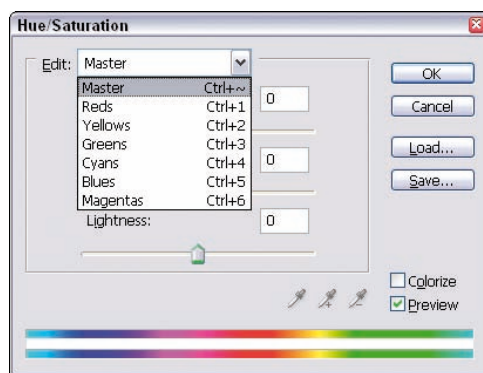 Hue/Saturation
Edit: Master
Master Ctrl+~
Reds Ctrl+1
Yellows Ctrl+2
Greens Ctrl+3
Cyans Ctrl+4
Blues Ctrl+5
Magentas Ctrl+6
0
0
Lightness: 0
OK
Cancel
Load...
Save...
Colorize
Preview